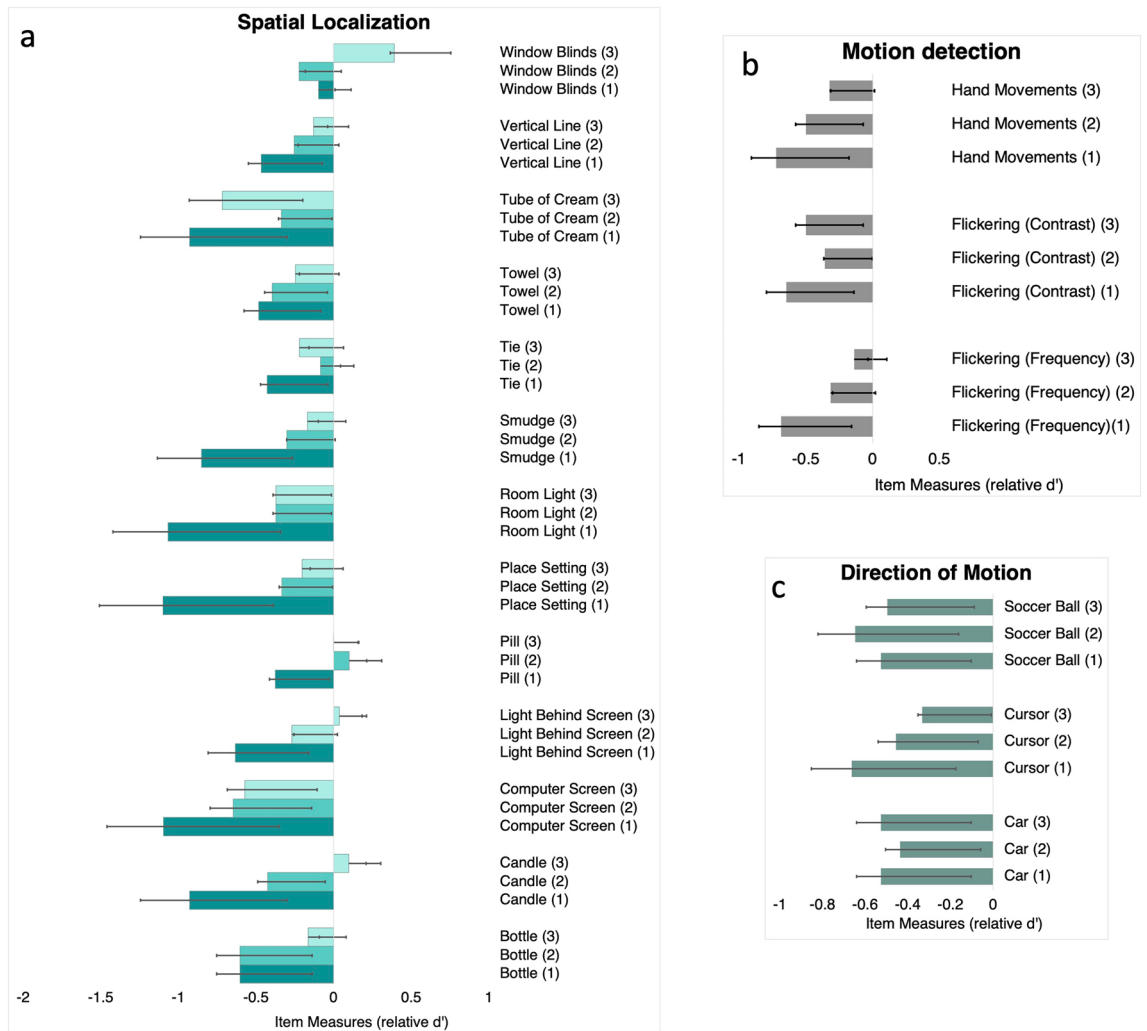 a
Spatial Localization
Window Blinds (3)
Window Blinds (2)
Window Blinds (1)
Vertical Line (3)
Vertical Line (2)
Vertical Line (1)
Tube of Cream (3)
Tube of Cream (2)
Tube of Cream (1)
Towel (3)
Towel (2)
Towel (1)
Tie (3)
Tie (2)
Tie (1)
Smudge (3)
Smudge (2)
Smudge (1)
Room Light (3)
Room Light (2)
Room Light (1)
Place Setting (3)
Place Setting (2)
Place Setting (1)
Pill (3)
Pill (2)
Pill (1)
Light Behind Screen (3)
Light Behind Screen (2)
Light Behind Screen (1)
Computer Screen (3)
Computer Screen (2)
Computer Screen (1)
Candle (3)
Candle (2)
Candle (1)
Bottle (3)
Bottle (2)
Bottle (1)
-2 -1.5 -1 -0.5 0 0.5 1
Item Measures (relative d')
b
Motion detection
Hand Movements (3)
Hand Movements (2)
Hand Movements (1)
Flickering (Contrast) (3)
Flickering (Contrast) (2)
Flickering (Contrast) (1)
Flickering (Frequency) (3)
Flickering (Frequency) (2)
Flickering (Frequency)(1)
-1 -0.5 0 0.5
Item Measures (relative d')
c
Direction of Motion
Soccer Ball (3)
Soccer Ball (2)
Soccer Ball (1)
Cursor (3)
Cursor (2)
Cursor (1)
Car (3)
Car (2)
Car (1)
-1 -0.8 -0.6 -0.4 -0.2 0
Item Measures (relative d')